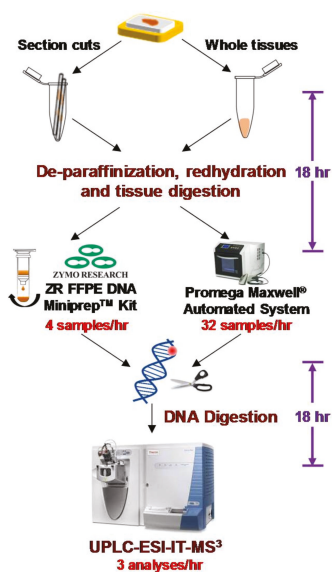 Section cuts
Whole tissues
De-paraffinization, redhydration
and tissue digestion
18 hr
ZYMO RESEARCH
ZR FFPE DNA
Miniprep™ Kit
4 samples/hr
Promega Maxwell®
Automated System
32 samples/hr
DNA Digestion
18 hr
UPLC-ESI-IT-MS³
3 analyses/hr